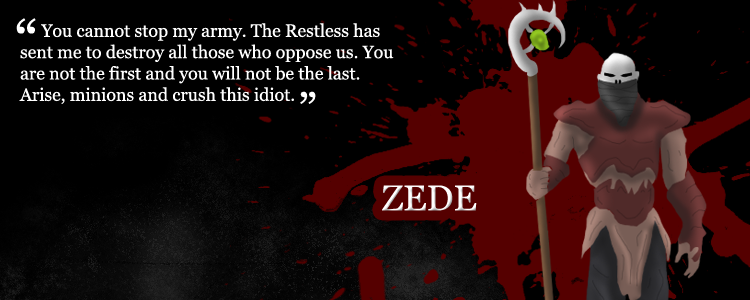 “ You cannot stop my army. The Restless has
sent me to destroy all those who oppose us. You
are not the first and you will not be the last.
Arise, minions and crush this idiot. ”
ZEDE